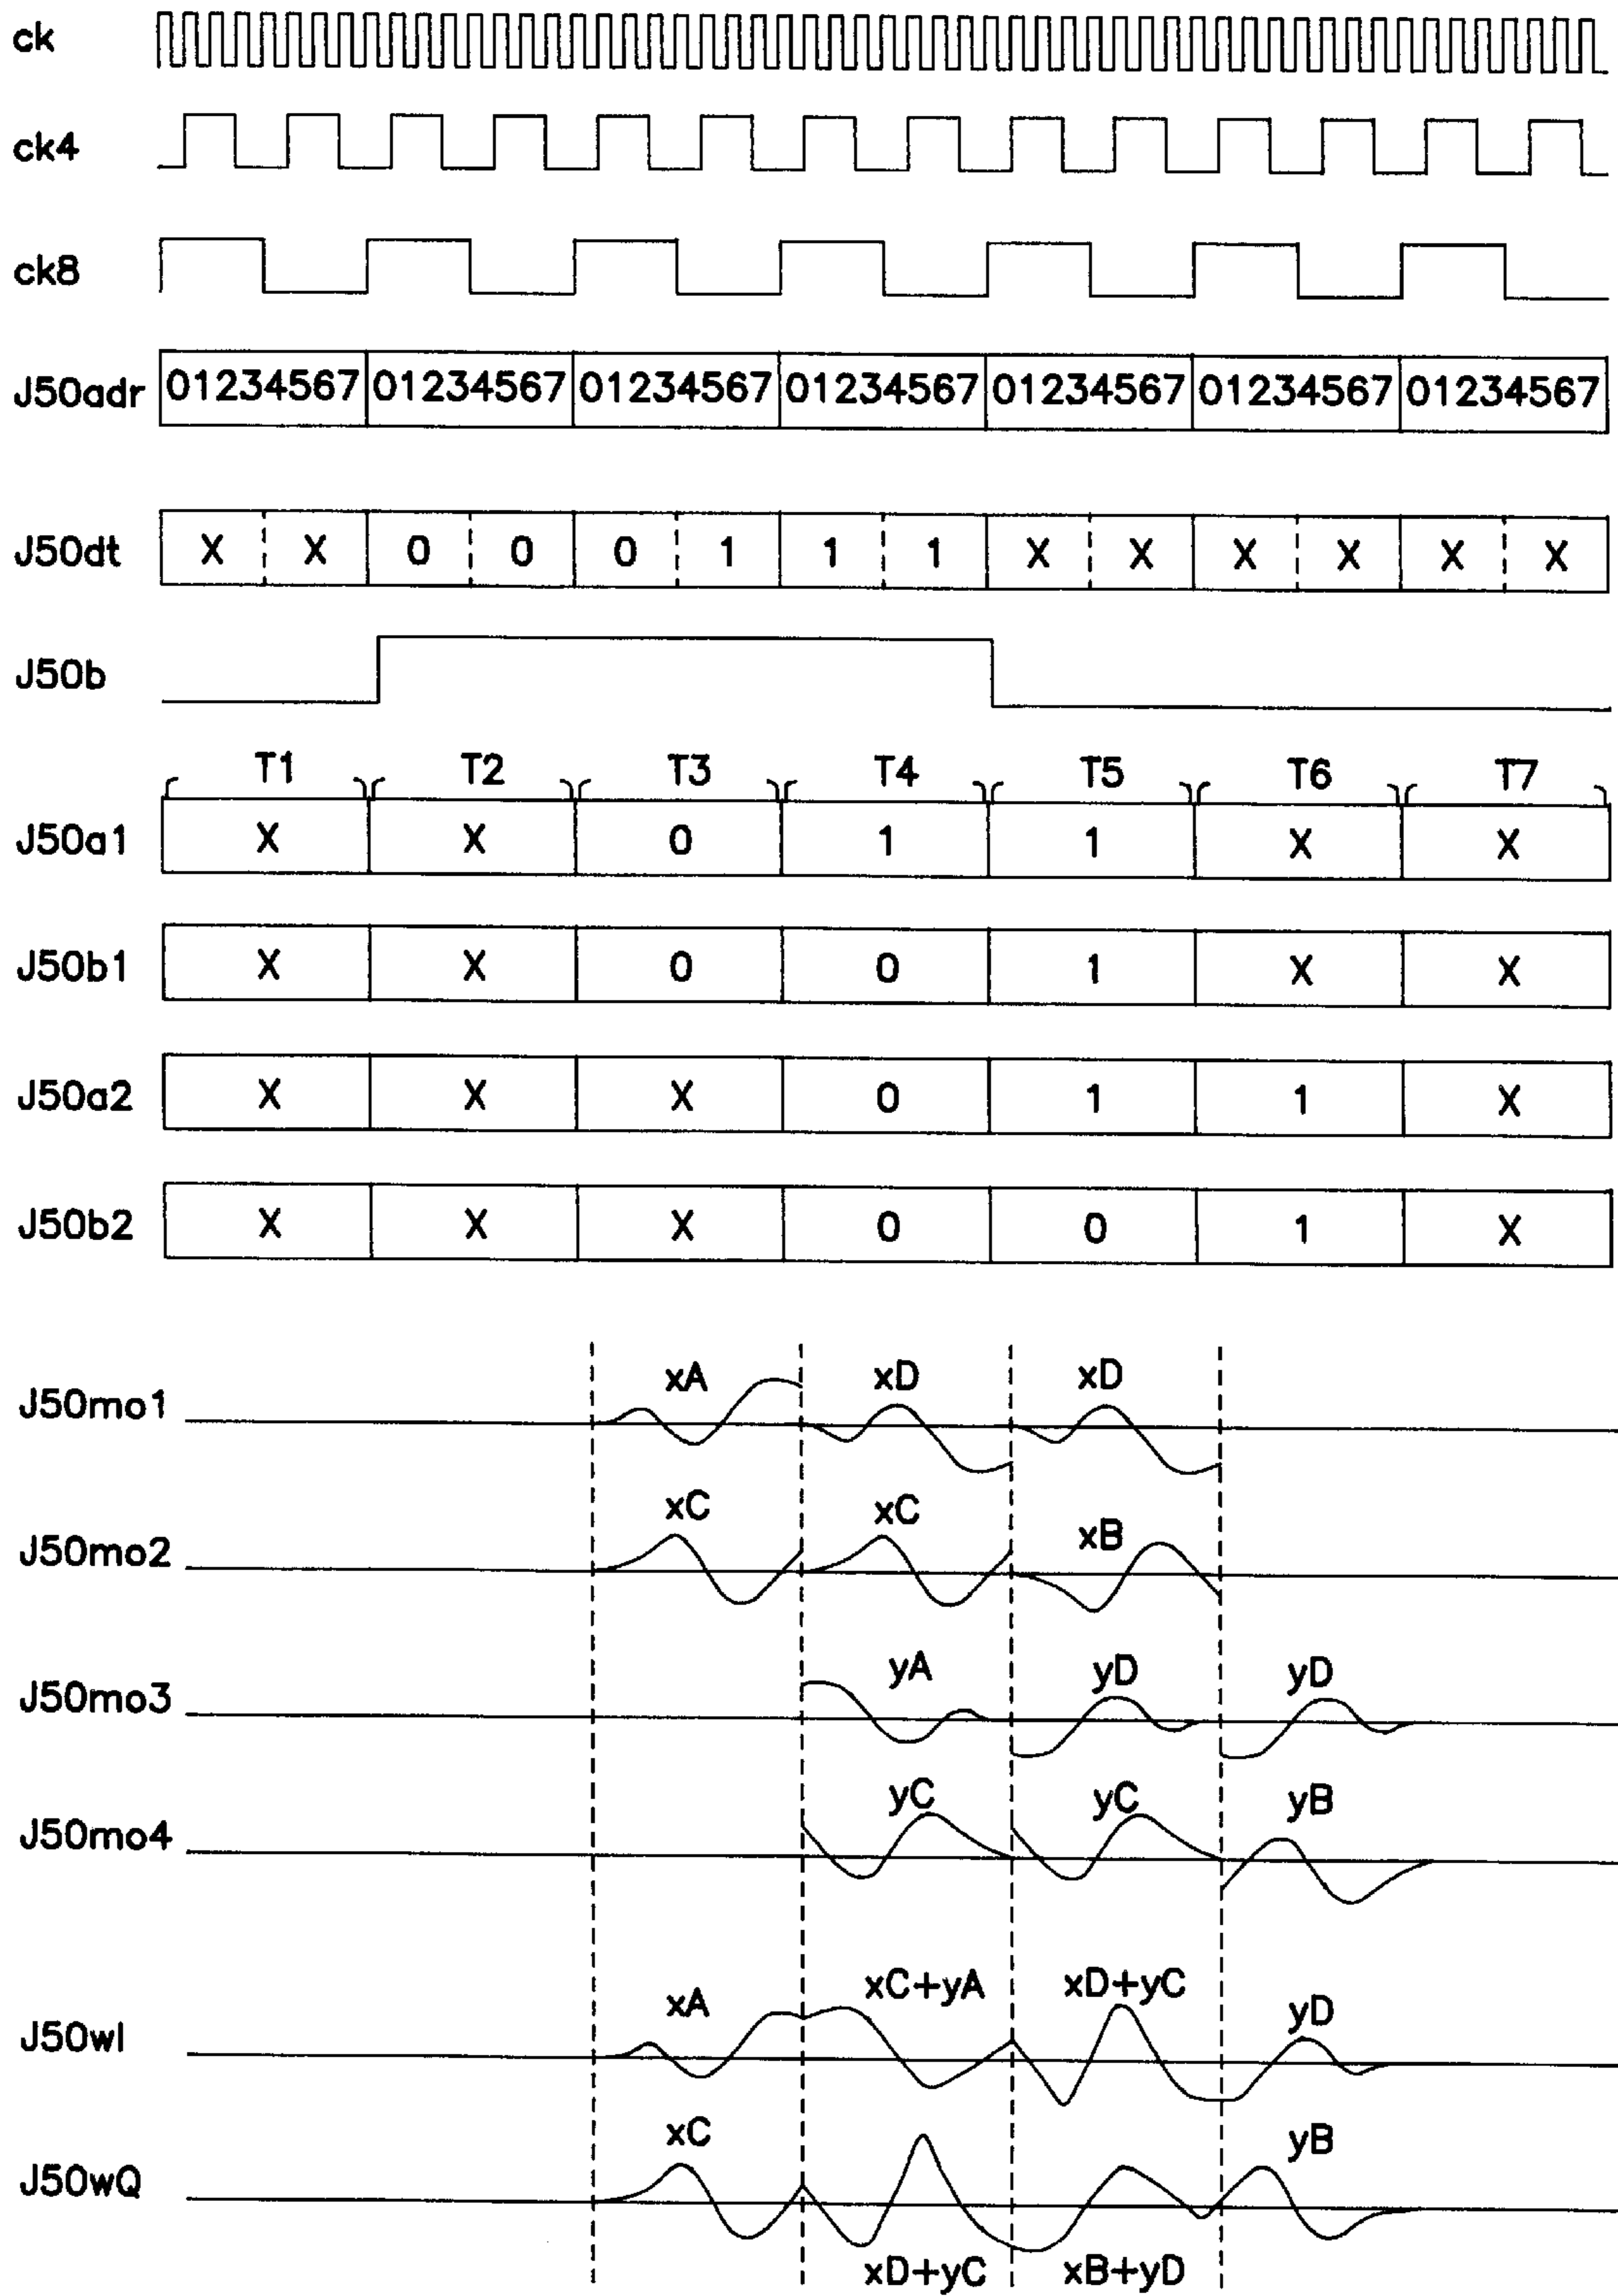 ck
ck4
ck8
J50adr 01234567 01234567 01234567 01234567 01234567 01234567 01234567
J50dt X X 0 0 0 1 1 1 X X X X X X
J50b
T1 T2 T3 T4 T5 T6 T7
J50a1 X X 0 1 1 X X
J50b1 X X 0 0 1 X X
J50a2 X X X 0 1 1 X
J50b2 X X X 0 0 1 X
J50mo1 xA xD xD
J50mo2 xC xC xB
J50mo3 yA yD yD
J50mo4 yC yC yB
J50wI xA xC+yA xD+yC yD
J50wQ xC yB
xD+yC xB+yD